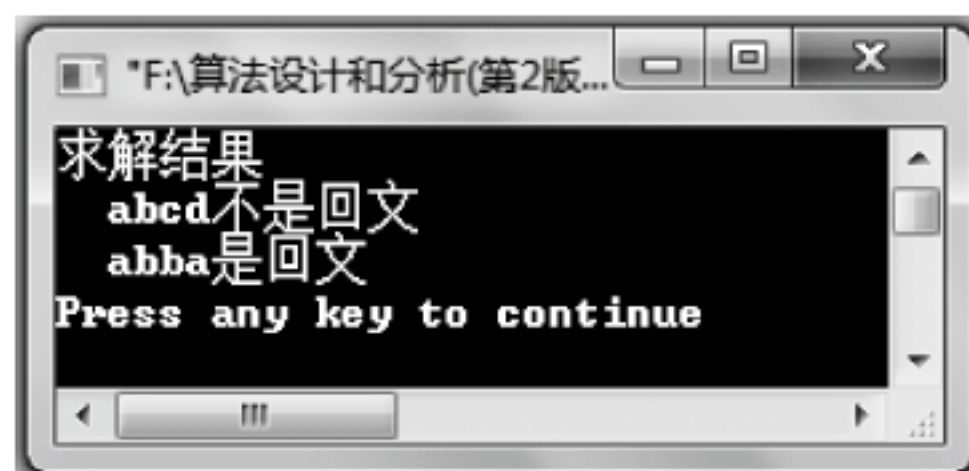 "F:\算法设计和分析(第2版...
求解结果
  abcd不是回文
  abba是回文
Press any key to continue